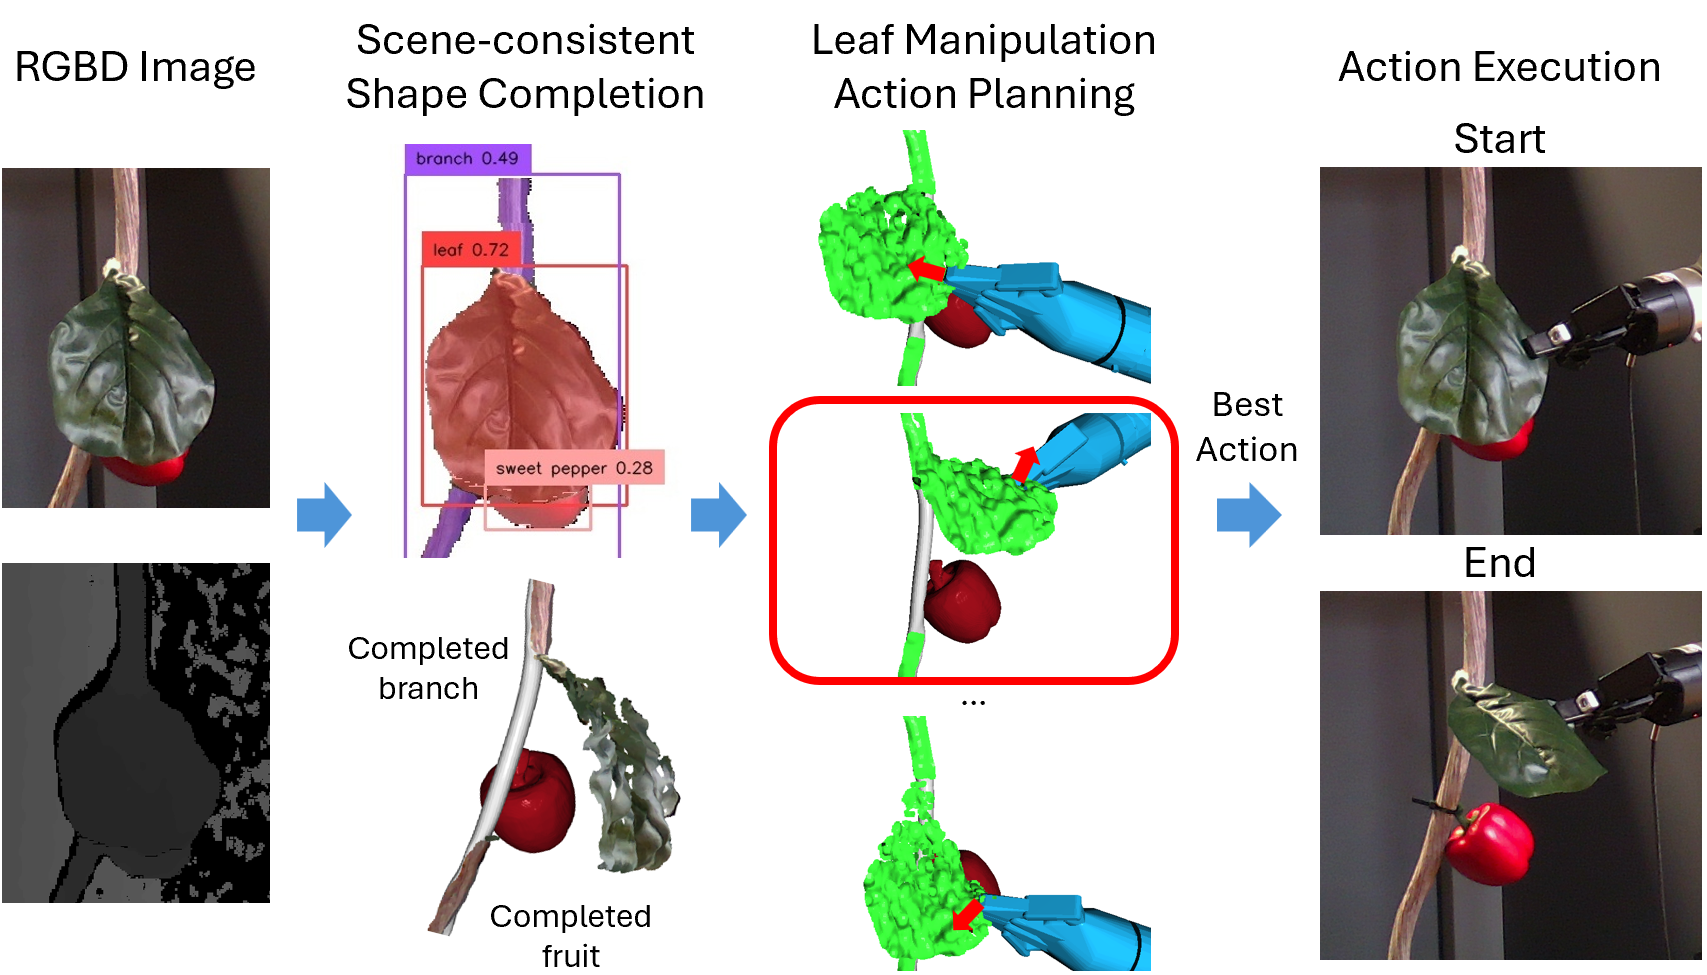 RGBD Image
Scene-consistent
Shape Completion
Leaf Manipulation
Action Planning
Action Execution
Start
branch 0.49
leaf 0.72
sweet pepper 0.28
Best
Action
End
Completed
branch
...
Completed
fruit